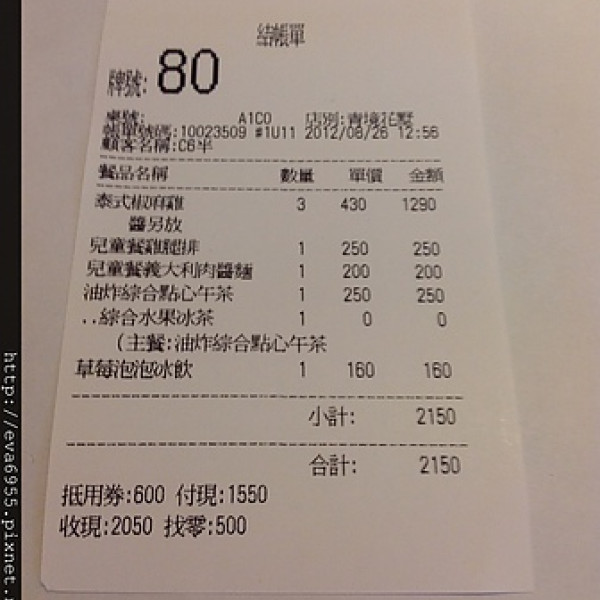 結帳單
牌號: 80
桌號: A1C0 店別:青境花墅
帳單號碼:10023509 #1U11 2012/08/26 12:56
顧客名稱:C6半
餐品名稱 數量 單價 金額
泰式椒麻雞 3 430 1290
醬另放
兒童餐雞腿排 1 250 250
兒童餐義大利肉醬麵 1 200 200
油炸綜合點心午茶 1 250 250
..綜合水果冰茶 1 0 0
(主餐:油炸綜合點心午茶
草莓泡泡冰飲 1 160 160
小計: 2150
合計: 2150
抵用券:600 付現:1550
收現:2050 找零:500
http://eva6955.pixnet.